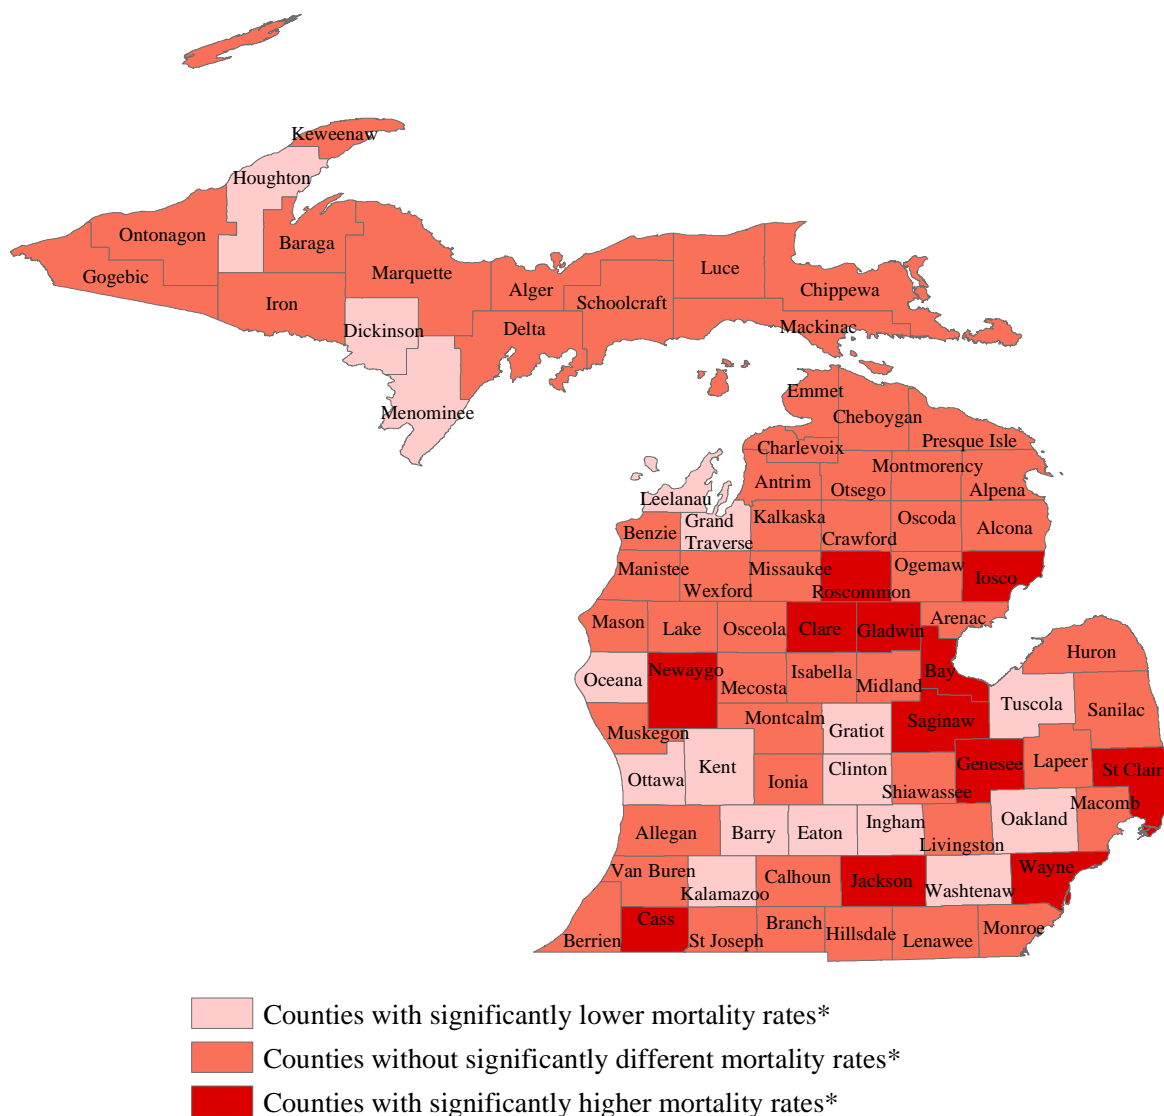 Keweenaw
Houghton
Ontonagon
Baraga
Gogebic
Marquette
Luce
Alger
Chippewa
Iron
Schoolcraft
Dickinson
Delta
Mackinac
Menominee
Emmet
Cheboygan
Presque Isle
Charlevoix
Montmorency
Antrim
Otsego
Alpena
Leelanau
Grand
Traverse
Kalkaska
Oscoda
Alcona
Benzie
Crawford
Manistee
Missaukee
Ogemaw
Iosco
Wexford
Roscommon
Mason
Lake
Osceola
Clare
Gladwin
Arenac
Huron
Oceana
Newaygo
Mecosta
Isabella
Midland
Bay
Tuscola
Sanilac
Muskegon
Montcalm
Gratiot
Saginaw
Ottawa
Kent
Ionia
Clinton
Shiawassee
Genesee
Lapeer
St Clair
Macomb
Allegan
Barry
Eaton
Ingham
Livingston
Oakland
Van Buren
Kalamazoo
Calhoun
Jackson
Washtenaw
Wayne
Berrien
Cass
St Joseph
Branch
Hillsdale
Lenawee
Monroe
Counties with significantly lower mortality rates*
Counties without significantly different mortality rates*
Counties with significantly higher mortality rates*